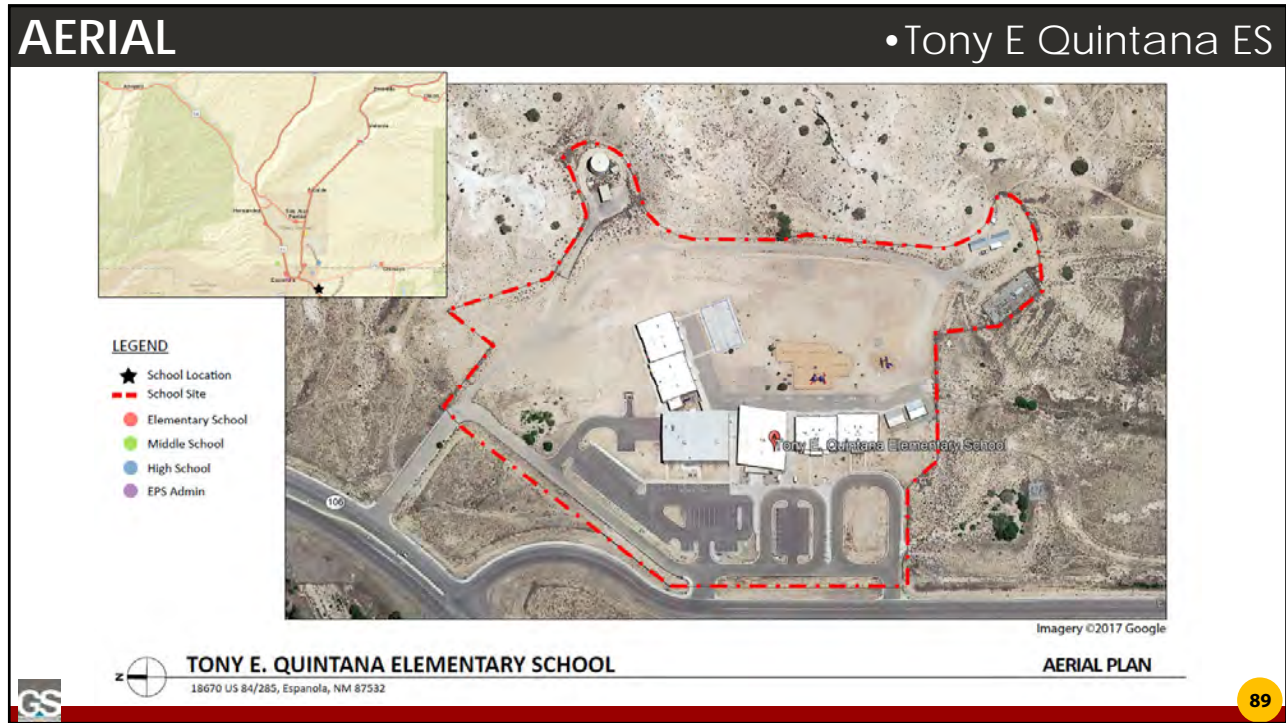 AERIAL
•Tony E Quintana ES
LEGEND
School Location
School Site
Elementary School
Middle School
High School
EPS Admin
106
Tony E. Quintana Elementary School
Imagery ©2017 Google
N
TONY E. QUINTANA ELEMENTARY SCHOOL
AERIAL PLAN
18670 US 84/285, Espanola, NM 87532
GS
89